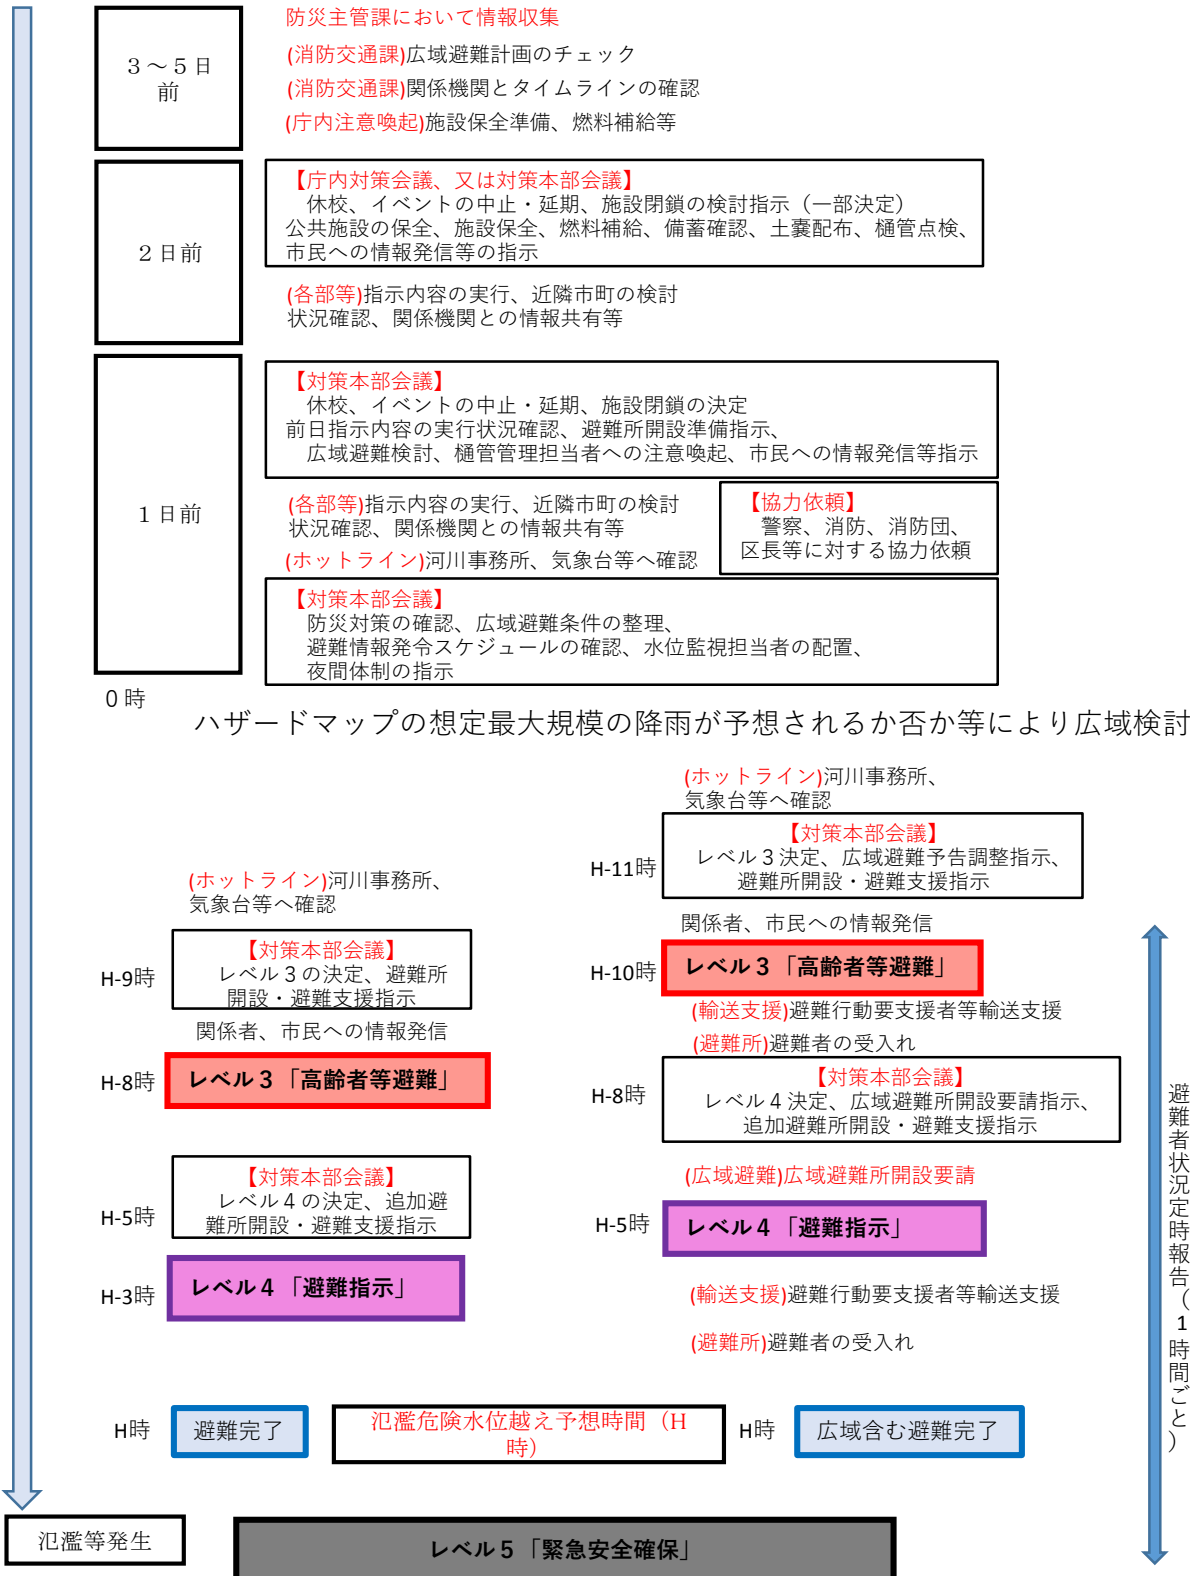 防災主管課において情報収集
(消防交通課)広域避難計画のチェック
(消防交通課)関係機関とタイムラインの確認
(庁内注意喚起)施設保全準備、燃料補給等
３～５日
前
【庁内対策会議、又は対策本部会議】
休校、イベントの中止・延期、施設閉鎖の検討指示（一部決定）
公共施設の保全、施設保全、燃料補給、備蓄確認、土嚢配布、樋管点検、
市民への情報発信等の指示
２日前
(各部等)指示内容の実行、近隣市町の検討
状況確認、関係機関との情報共有等
【対策本部会議】
休校、イベントの中止・延期、施設閉鎖の決定
前日指示内容の実行状況確認、避難所開設準備指示、
広域避難検討、樋管管理担当者への注意喚起、市民への情報発信等指示
１日前
(各部等)指示内容の実行、近隣市町の検討
状況確認、関係機関との情報共有等
(ホットライン)河川事務所、気象台等へ確認
【協力依頼】
警察、消防、消防団、
区長等に対する協力依頼
【対策本部会議】
防災対策の確認、広域避難条件の整理、
避難情報発令スケジュールの確認、水位監視担当者の配置、
夜間体制の指示
０時
ハザードマップの想定最大規模の降雨が予想されるか否か等により広域検討
(ホットライン)河川事務所、
気象台等へ確認
H-9時
【対策本部会議】
レベル３の決定、避難所
開設・避難支援指示
関係者、市民への情報発信
H-8時
レベル３「高齢者等避難」
H-5時
【対策本部会議】
レベル４の決定、追加避
難所開設・避難支援指示
H-3時
レベル４「避難指示」
(ホットライン)河川事務所、
気象台等へ確認
H-11時
【対策本部会議】
レベル３決定、広域避難予告調整指示、
避難所開設・避難支援指示
関係者、市民への情報発信
H-10時
レベル３「高齢者等避難」
(輸送支援)避難行動要支援者等輸送支援
(避難所)避難者の受入れ
H-8時
【対策本部会議】
レベル４決定、広域避難所開設要請指示、
追加避難所開設・避難支援指示
(広域避難)広域避難所開設要請
H-5時
レベル４「避難指示」
(輸送支援)避難行動要支援者等輸送支援
(避難所)避難者の受入れ
避難者状況定時報告（1時間ごと）
H時
避難完了
氾濫危険水位越え予想時間（H
時）
H時
広域含む避難完了
氾濫等発生
レベル５「緊急安全確保」